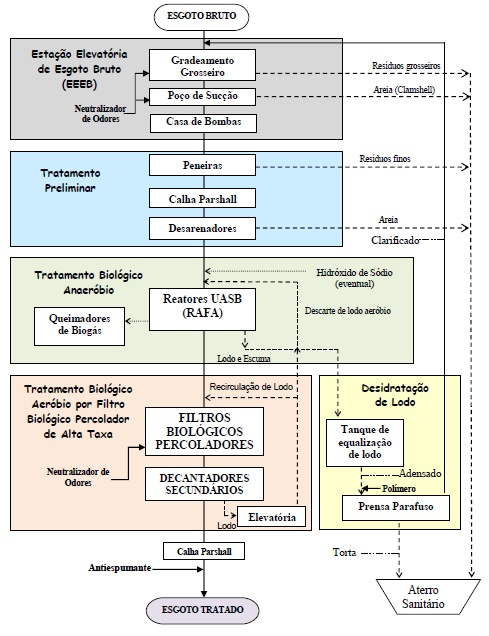 ESGOTO BRUTO
Estação Elevatória
de Esgoto Bruto
(EEEB)
Gradeamento
Grosseiro
Resíduos grosseiros
Neutralizador
de Odores
Poço de Sucção
Areia (Clamshell)
Casa de Bombas
Tratamento
Preliminar
Peneiras
Resíduos finos
Calha Parshall
Desarenadores
Areia
Clarificado
Tratamento Biológico
Anaeróbio
Hidróxido de Sódio
(eventual)
Reatores UASB
(RAFA)
Queimadores
de Biogás
Descarte de lodo aeróbio
Lodo e Escuma
Tratamento Biológico
Aeróbio por Filtro
Biológico Percolador
de Alta Taxa
Recirculação de Lodo
Desidratação
de Lodo
FILTROS
BIOLÓGICOS
PERCOLADORES
Neutralizador de
Odores
Tanque de
equalização
de lodo
Adensado
DECANTADORES
SECUNDÁRIOS
Polímero
Prensa Parafuso
Lodo
Elevatória
Calha Parshall
Torta
Antiespumante
Aterro
Sanitário
ESGOTO TRATADO